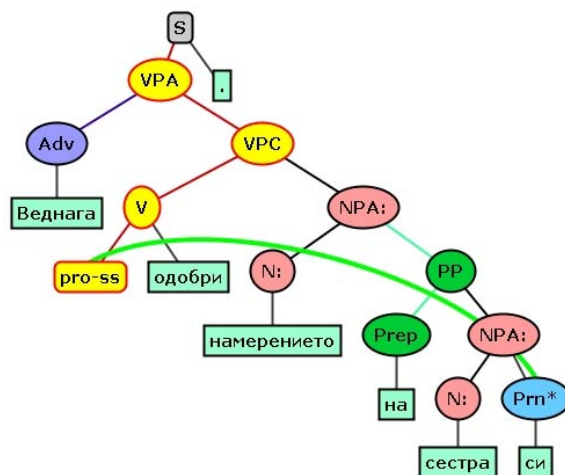 S
VPA
.
Adv
VPC
Веднага
V
NPA:
pro-ss
одобри
N:
PP
намерението
Prep
NPA:
на
N:
Prn*
сестра
си